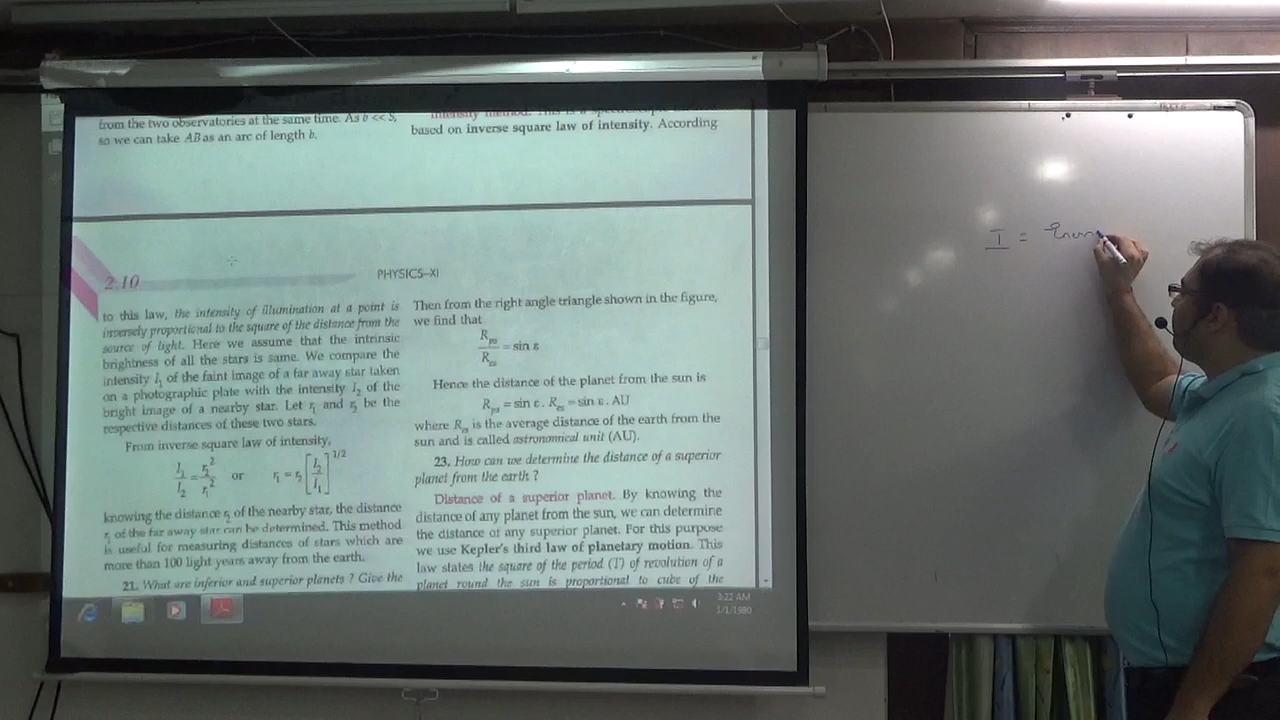 from the two observatories at the same time. As b << S,
so we can take AB as an arc of length b.
intensity method. This is a spectroscopic
based on inverse square law of intensity. According
2.10
PHYSICS–XI
to this law, the intensity of illumination at a point is
inversely proportional to the square of the distance from the
source of light. Here we assume that the intrinsic
brightness of all the stars is same. We compare the
intensity I₁ of the faint image of a far away star taken
on a photographic plate with the intensity I₂ of the
bright image of a nearby star. Let r₁ and r₂ be the
respective distances of these two stars.
From inverse square law of intensity,
I₁/I₂ = r₂²/r₁² or r₁ = r₂ [I₂/I₁]^1/2
knowing the distance r₂ of the nearby star, the distance
r₁ of the far away star can be determined. This method
is useful for measuring distances of stars which are
more than 100 light years away from the earth.
21. What are inferior and superior planets ? Give the
Then from the right angle triangle shown in the figure,
we find that
Rps/Res = sin ε
Hence the distance of the planet from the sun is
Rps = sin ε . Res = sin ε . AU
where Res is the average distance of the earth from the
sun and is called astronomical unit (AU).
23. How can we determine the distance of a superior
planet from the earth ?
Distance of a superior planet. By knowing the
distance of any planet from the sun, we can determine
the distance of any superior planet. For this purpose
we use Kepler's third law of planetary motion. This
law states the square of the period (T) of revolution of a
planet round the sun is proportional to cube of the
3:22 AM
1/1/1980
I =